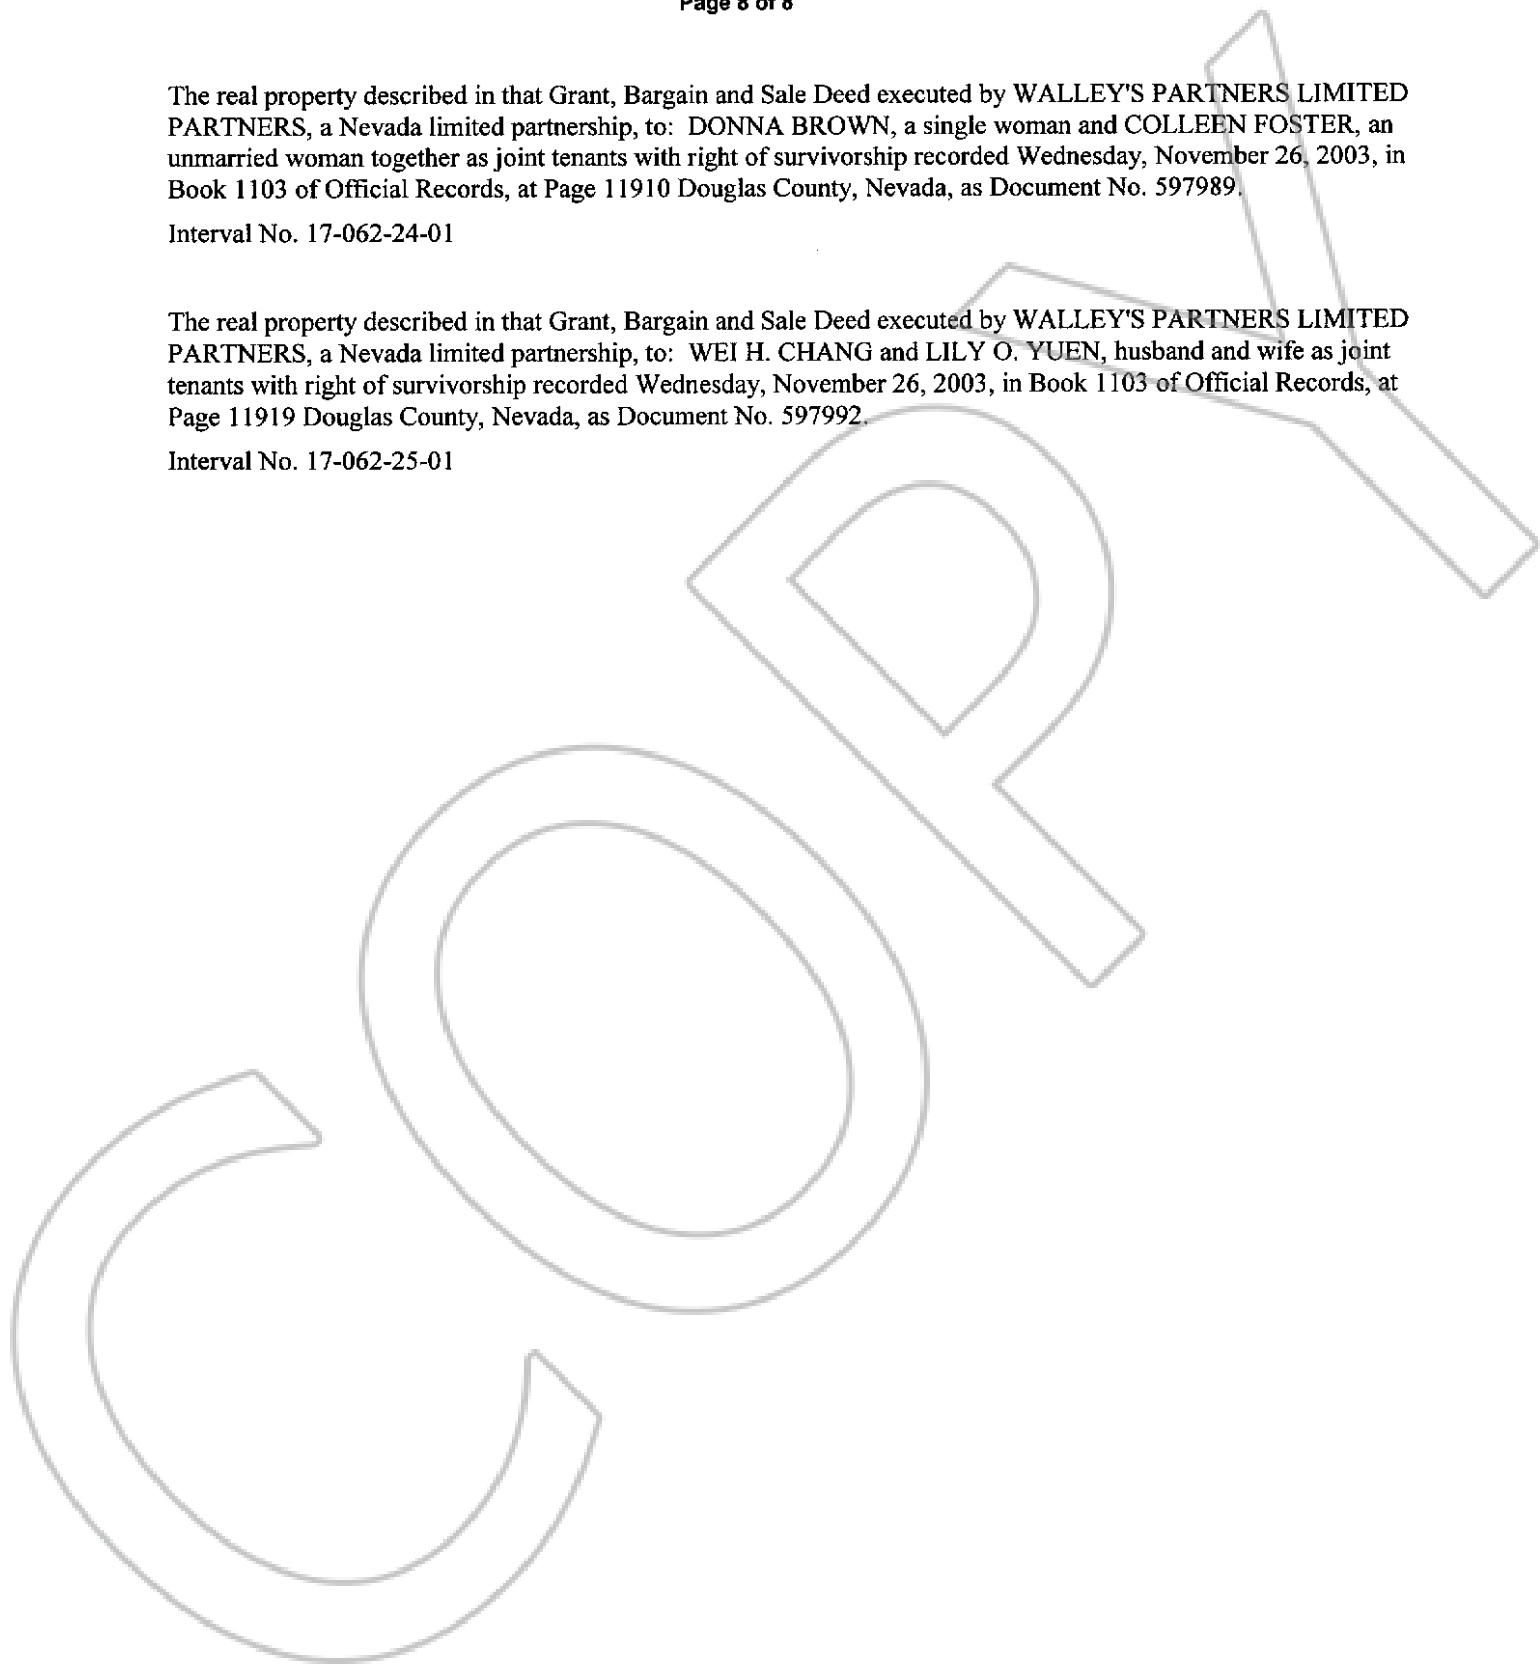 Page 8 of 8
The real property described in that Grant, Bargain and Sale Deed executed by WALLEY'S PARTNERS LIMITED
PARTNERS, a Nevada limited partnership, to:  DONNA BROWN, a single woman and COLLEEN FOSTER, an
unmarried woman together as joint tenants with right of survivorship recorded Wednesday, November 26, 2003, in
Book 1103 of Official Records, at Page 11910 Douglas County, Nevada, as Document No. 597989.
Interval No. 17-062-24-01
The real property described in that Grant, Bargain and Sale Deed executed by WALLEY'S PARTNERS LIMITED
PARTNERS, a Nevada limited partnership, to:  WEI H. CHANG and LILY O. YUEN, husband and wife as joint
tenants with right of survivorship recorded Wednesday, November 26, 2003, in Book 1103 of Official Records, at
Page 11919 Douglas County, Nevada, as Document No. 597992.
Interval No. 17-062-25-01
COPY